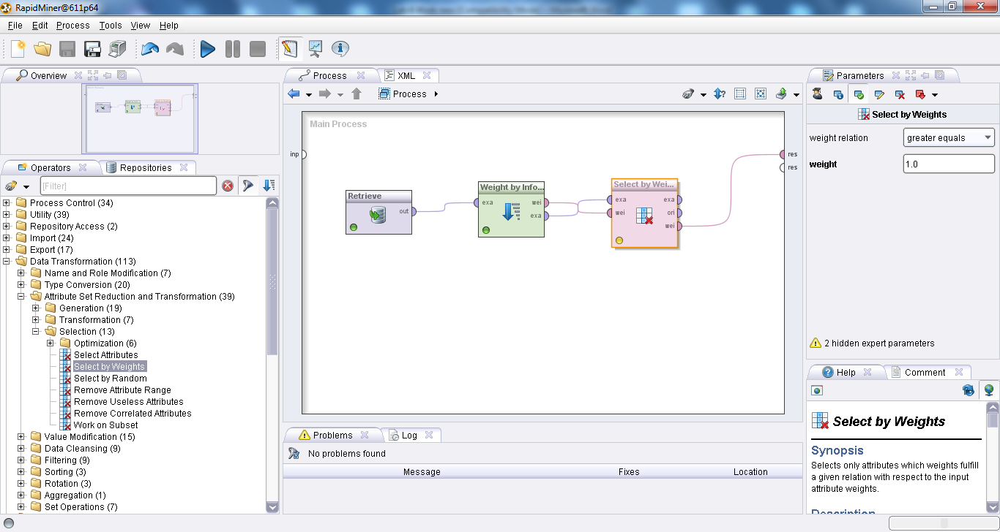 RapidMiner@611p64
File Edit Process Tools View Help
Overview
Main Process
Operators Repositories
[Filter]
Process Control (34)
Utility (39)
Repository Access (2)
Import (24)
Export (17)
Data Transformation (113)
Name and Role Modification (7)
Type Conversion (20)
Attribute Set Reduction and Transformation (39)
Generation (19)
Transformation (7)
Selection (13)
Optimization (6)
Select Attributes
Select by Weights
Select by Random
Remove Attribute Range
Remove Useless Attributes
Remove Correlated Attributes
Work on Subset
Value Modification (15)
Data Cleansing (9)
Filtering (9)
Sorting (3)
Rotation (3)
Aggregation (1)
Set Operations (7)
Process XML
Process
Main Process
inp
res
res
Retrieve
out
Weight by Info...
exa wei
exa
Select by Wei...
exa exa
wei ori
wei
Problems Log
No problems found
Message Fixes Location
Parameters
Select by Weights
weight relation greater equals
weight 1.0
2 hidden expert parameters
Help Comment
Select by Weights
Synopsis
Selects only attributes which weights fulfill
a given relation with respect to the input
attribute weights.
Description